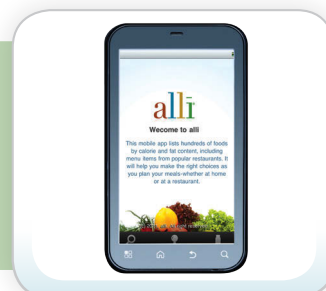 allī
Wecome to alli
This mobile app lists hundreds of foods
by calorie and fat content, including
menu items from popular restaurants. It
will help you make the right choices as
you plan your meals-whether at home
or at a restaurant.